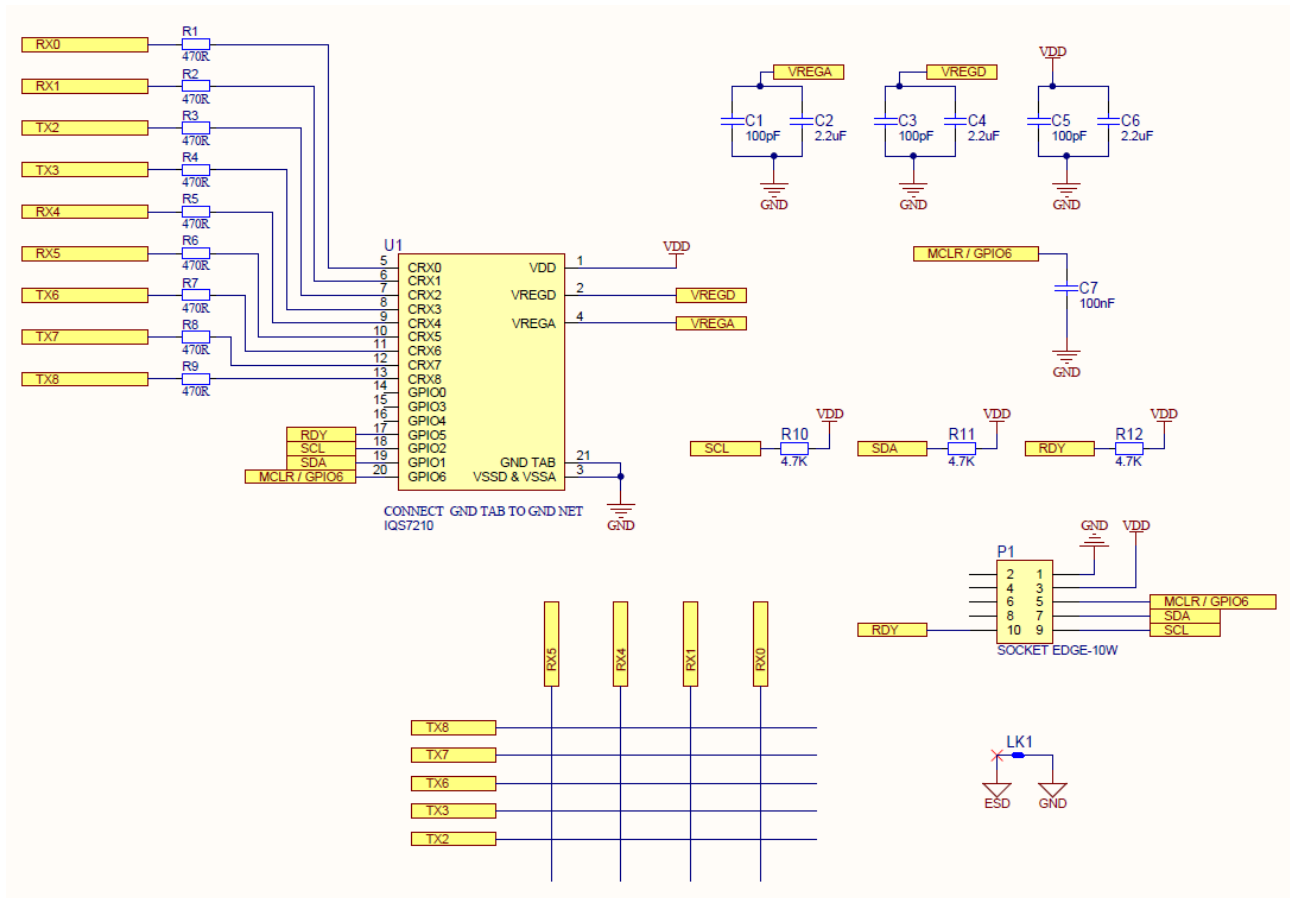 RX0
R1
470R
RX1
R2
470R
TX2
R3
470R
TX3
R4
470R
RX4
R5
470R
RX5
R6
470R
TX6
R7
470R
TX7
R8
470R
TX8
R9
470R
U1
5 CRX0
6 CRX1
7 CRX2
8 CRX3
9 CRX4
10 CRX5
11 CRX6
12 CRX7
13 CRX8
14 GPIO0
15 GPIO3
16 GPIO4
RDY 17 GPIO5
SCL 18 GPIO2
SDA 19 GPIO1
MCLR / GPIO6 20 GPIO6
VDD 1
VREGD 2
VREGA 4
GND TAB 21
VSSD & VSSA 3
VDD
VREGD
VREGA
GND
CONNECT GND TAB TO GND NET
IQS7210
VREGA
C1
100pF
C2
2.2uF
GND
VREGD
C3
100pF
C4
2.2uF
GND
VDD
C5
100pF
C6
2.2uF
GND
MCLR / GPIO6
C7
100nF
GND
SCL
R10
4.7K
VDD
SDA
R11
4.7K
VDD
RDY
R12
4.7K
VDD
GND VDD
P1
2 1
4 3
6 5 MCLR / GPIO6
8 7 SDA
RDY 10 9 SCL
SOCKET EDGE-10W
RX5
RX4
RX1
RX0
TX8
TX7
TX6
TX3
TX2
LK1
ESD GND